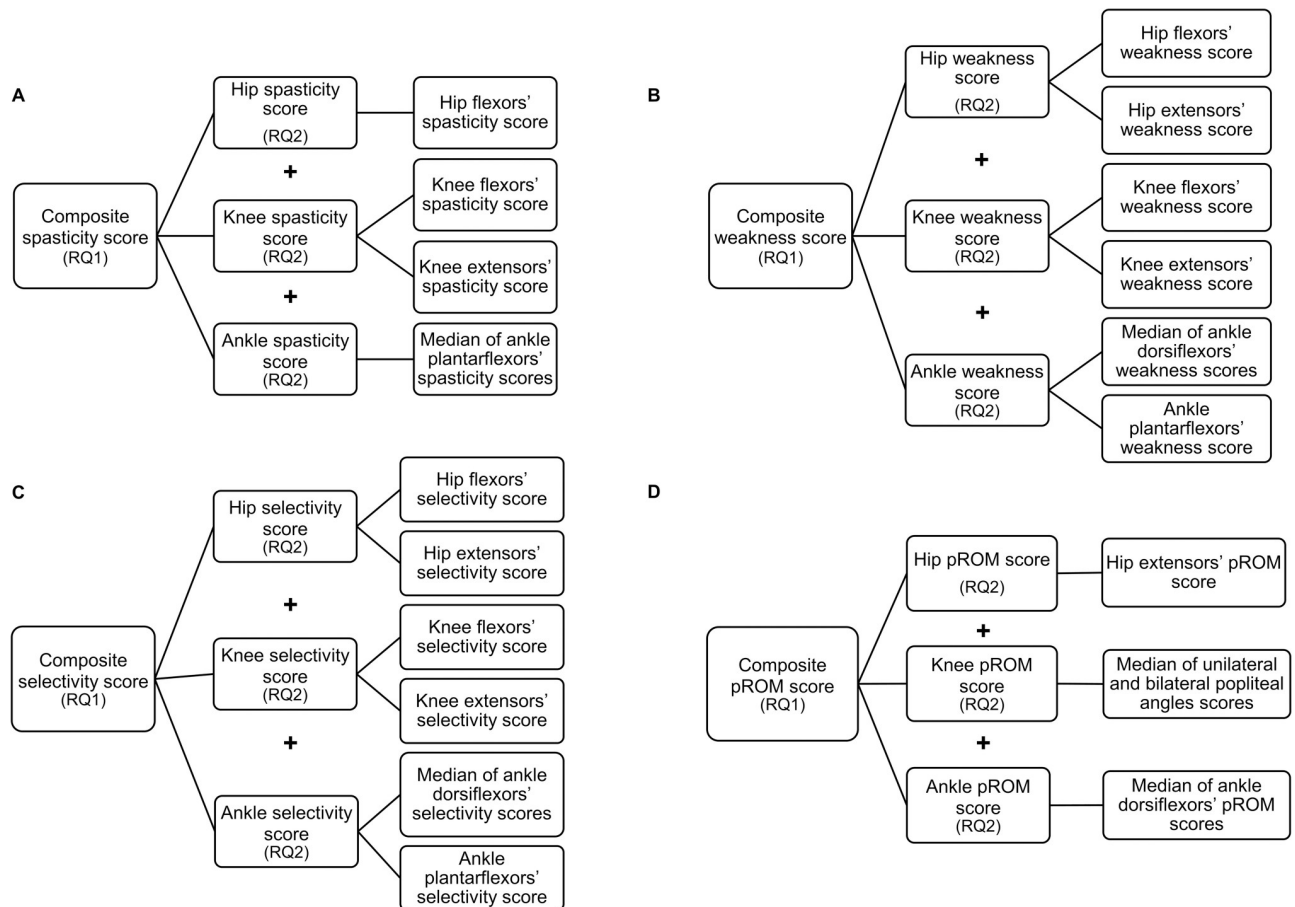 A
Composite
spasticity score
(RQ1)
Hip spasticity
score
(RQ2)
+
Knee spasticity
score
(RQ2)
+
Ankle spasticity
score
(RQ2)
Hip flexors’
spasticity score
Knee flexors’
spasticity score
Knee extensors’
spasticity score
Median of ankle
plantarflexors’
spasticity scores
B
Composite
weakness score
(RQ1)
Hip weakness
score
(RQ2)
+
Knee weakness
score
(RQ2)
+
Ankle weakness
score
(RQ2)
Hip flexors’
weakness score
Hip extensors’
weakness score
Knee flexors’
weakness score
Knee extensors’
weakness score
Median of ankle
dorsiflexors’
weakness scores
Ankle
plantarflexors’
weakness score
C
Composite
selectivity score
(RQ1)
Hip selectivity
score
(RQ2)
+
Knee selectivity
score
(RQ2)
+
Ankle selectivity
score
(RQ2)
Hip flexors’
selectivity score
Hip extensors’
selectivity score
Knee flexors’
selectivity score
Knee extensors’
selectivity score
Median of ankle
dorsiflexors’
selectivity scores
Ankle
plantarflexors’
selectivity score
D
Composite
pROM score
(RQ1)
Hip pROM score
(RQ2)
+
Knee pROM
score
(RQ2)
+
Ankle pROM
score
(RQ2)
Hip extensors’ pROM
score
Median of unilateral
and bilateral popliteal
angles scores
Median of ankle
dorsiflexors’ pROM
scores